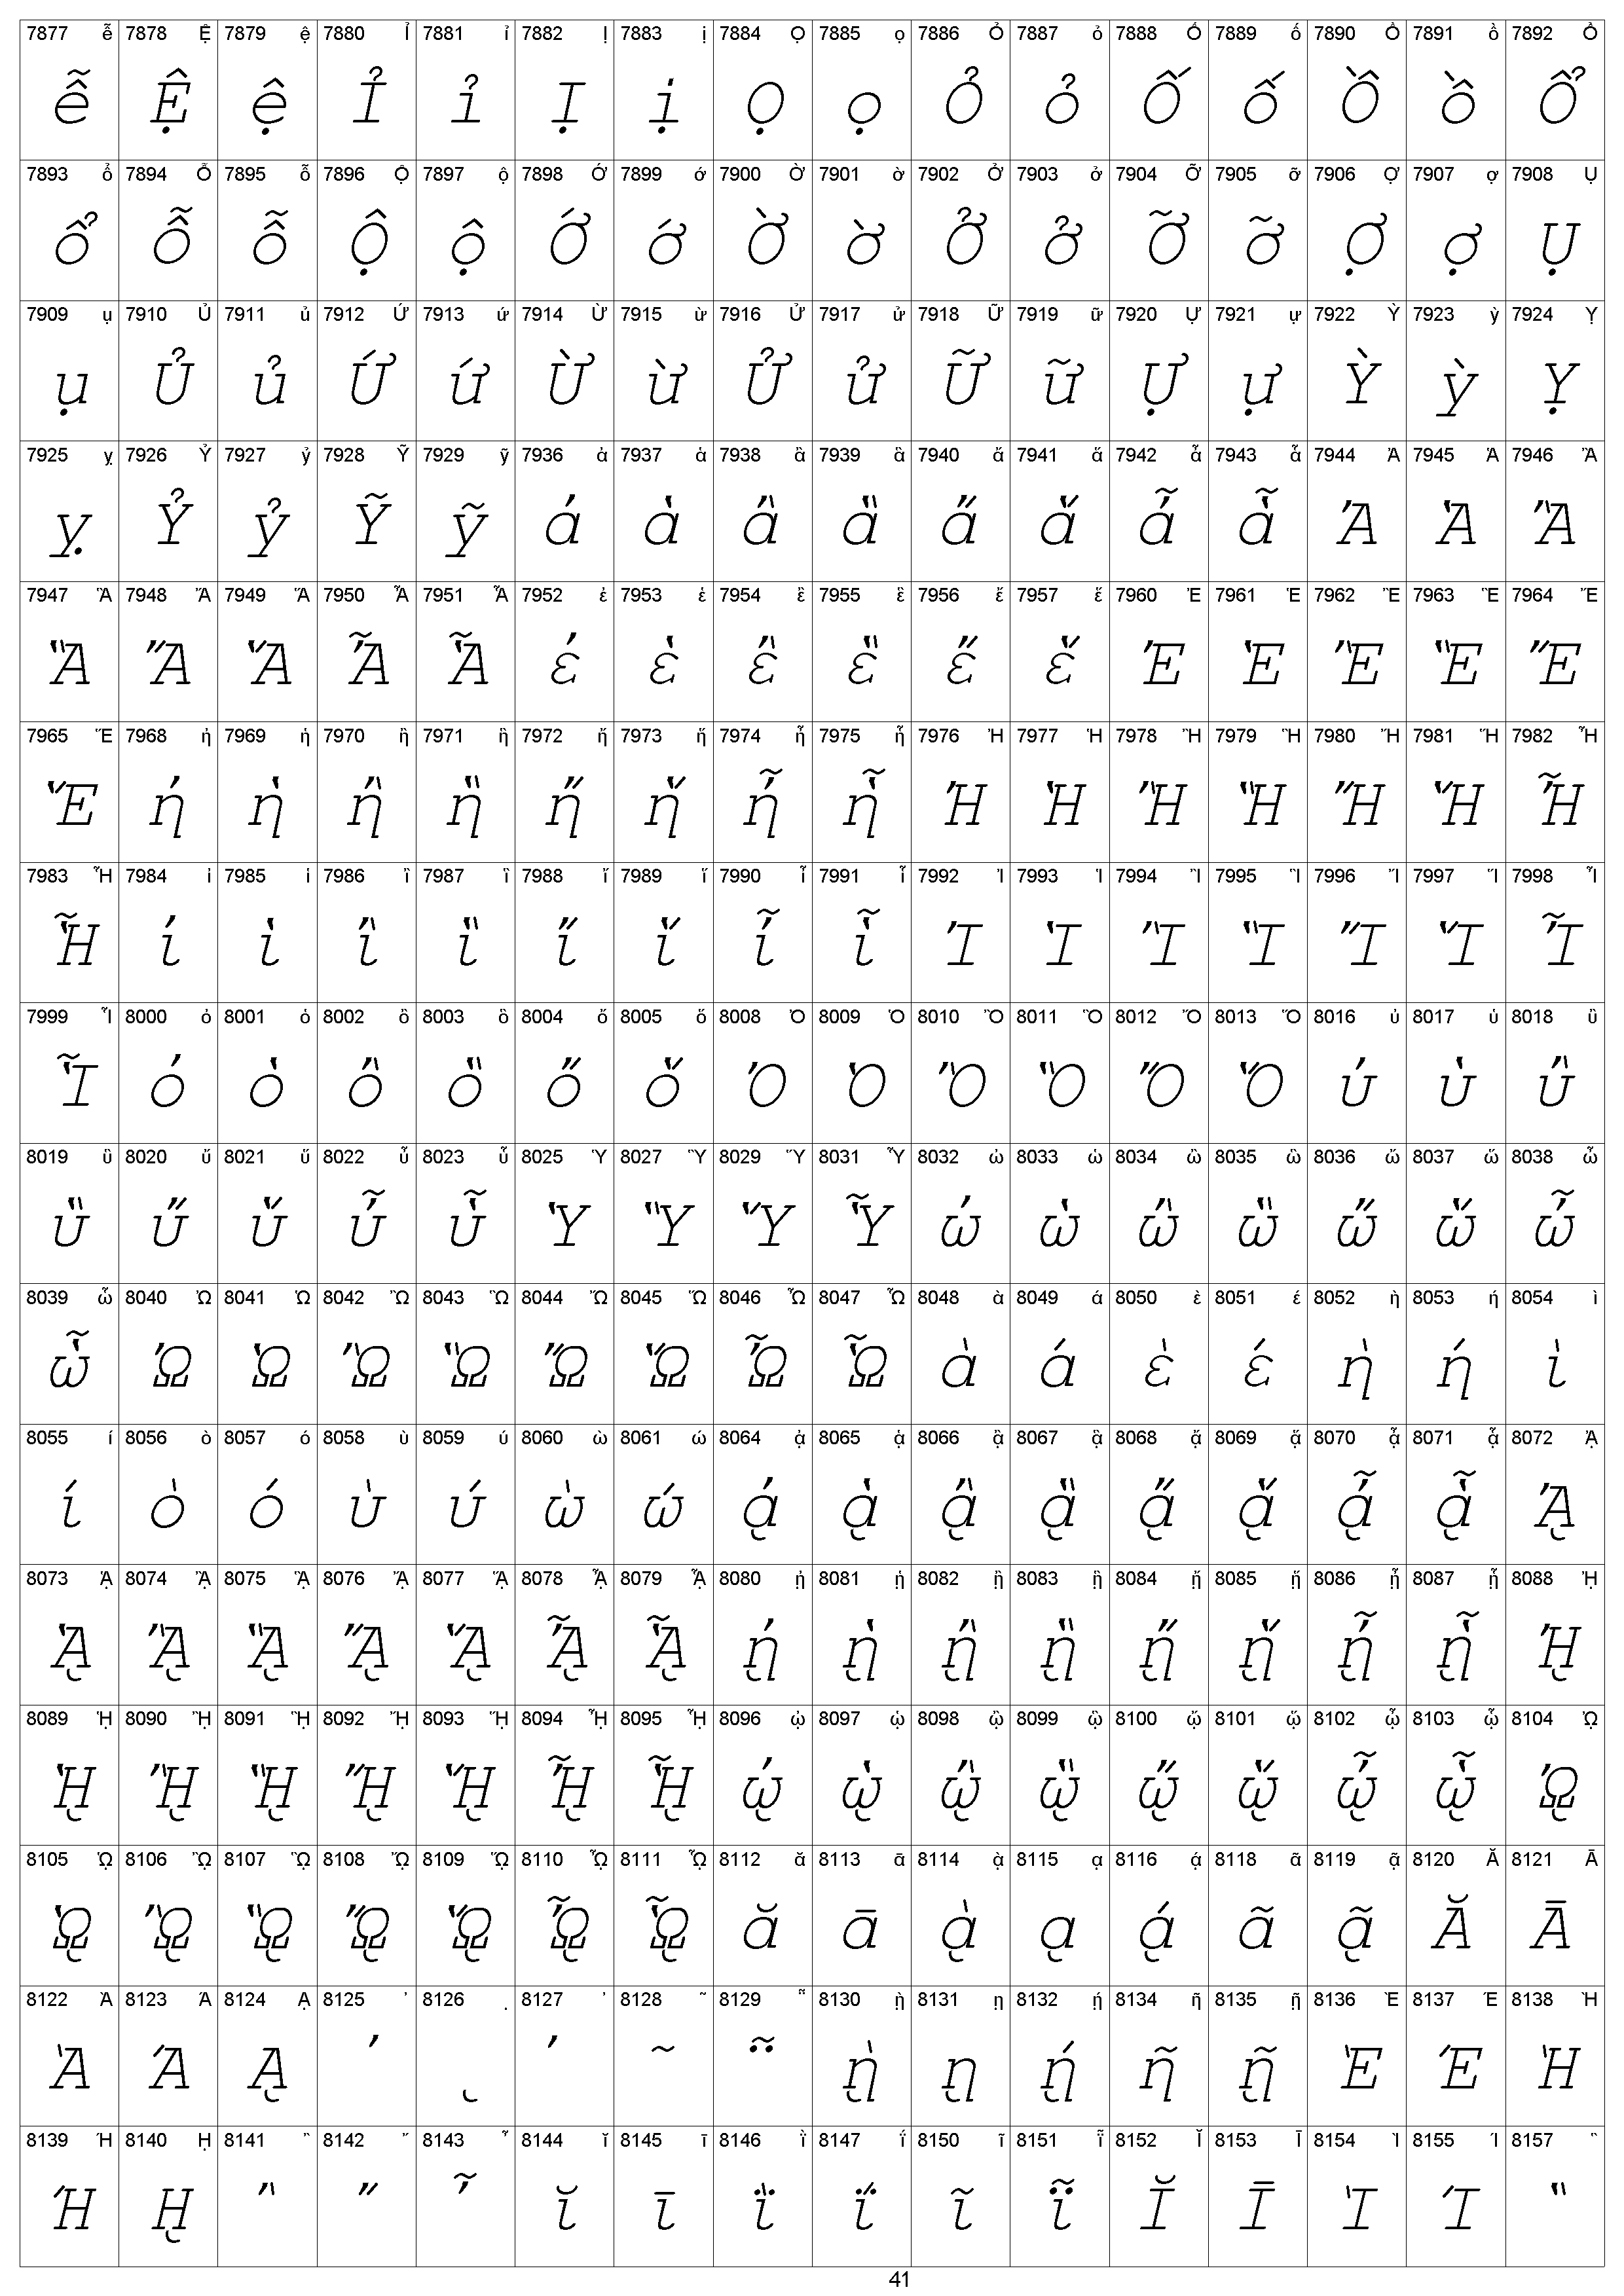 7877 ễ 7878 Ệ 7879 ệ 7880 Ỉ 7881 ỉ 7882 Ị 7883 ị 7884 Ọ 7885 ọ 7886 Ỏ 7887 ỏ 7888 Ố 7889 ố 7890 Ồ 7891 ồ 7892 Ổ
ễ Ệ ệ Ỉ ỉ Ị ị Ọ ọ Ỏ ỏ Ố ố Ồ ồ Ổ
7893 ổ 7894 Ỗ 7895 ỗ 7896 Ộ 7897 ộ 7898 Ớ 7899 ớ 7900 Ờ 7901 ờ 7902 Ở 7903 ở 7904 Ỡ 7905 ỡ 7906 Ợ 7907 ợ 7908 Ụ
ổ Ỗ ỗ Ộ ộ Ớ ớ Ờ ờ Ở ở Ỡ ỡ Ợ ợ Ụ
7909 ụ 7910 Ủ 7911 ủ 7912 Ứ 7913 ứ 7914 Ừ 7915 ừ 7916 Ử 7917 ử 7918 Ữ 7919 ữ 7920 Ự 7921 ự 7922 Ỳ 7923 ỳ 7924 Ỵ
ụ Ủ ủ Ứ ứ Ừ ừ Ử ử Ữ ữ Ự ự Ỳ ỳ Ỵ
7925 ỵ 7926 Ỷ 7927 ỷ 7928 Ỹ 7929 ỹ 7936 ἀ 7937 ἁ 7938 ἂ 7939 ἃ 7940 ἄ 7941 ἅ 7942 ἆ 7943 ἇ 7944 Ἀ 7945 Ἁ 7946 Ἂ
ỵ Ỷ ỷ Ỹ ỹ ἀ ἁ ἂ ἃ ἄ ἅ ἆ ἇ Ἀ Ἁ Ἂ
7947 Ἃ 7948 Ἄ 7949 Ἅ 7950 Ἆ 7951 Ἇ 7952 ἐ 7953 ἑ 7954 ἒ 7955 ἓ 7956 ἔ 7957 ἕ 7960 Ἐ 7961 Ἑ 7962 Ἒ 7963 Ἓ 7964 Ἔ
Ἃ Ἄ Ἅ Ἆ Ἇ ἐ ἑ ἒ ἓ ἔ ἕ Ἐ Ἑ Ἒ Ἓ Ἔ
7965 Ἕ 7968 ἠ 7969 ἡ 7970 ἢ 7971 ἣ 7972 ἤ 7973 ἥ 7974 ἦ 7975 ἧ 7976 Ἠ 7977 Ἡ 7978 Ἢ 7979 Ἣ 7980 Ἤ 7981 Ἥ 7982 Ἦ
Ἕ ἠ ἡ ἢ ἣ ἤ ἥ ἦ ἧ Ἠ Ἡ Ἢ Ἣ Ἤ Ἥ Ἦ
7983 Ἧ 7984 ἰ 7985 ἱ 7986 ἲ 7987 ἳ 7988 ἴ 7989 ἵ 7990 ἶ 7991 ἷ 7992 Ἰ 7993 Ἱ 7994 Ἲ 7995 Ἳ 7996 Ἴ 7997 Ἵ 7998 Ἶ
Ἧ ἰ ἱ ἲ ἳ ἴ ἵ ἶ ἷ Ἰ Ἱ Ἲ Ἳ Ἴ Ἵ Ἶ
7999 Ἷ 8000 ὀ 8001 ὁ 8002 ὂ 8003 ὃ 8004 ὄ 8005 ὅ 8008 Ὀ 8009 Ὁ 8010 Ὂ 8011 Ὃ 8012 Ὄ 8013 Ὅ 8016 ὐ 8017 ὑ 8018 ὒ
Ἷ ὀ ὁ ὂ ὃ ὄ ὅ Ὀ Ὁ Ὂ Ὃ Ὄ Ὅ ὐ ὑ ὒ
8019 ὓ 8020 ὔ 8021 ὕ 8022 ὖ 8023 ὗ 8025 Ὑ 8027 Ὓ 8029 Ὕ 8031 Ὗ 8032 ὠ 8033 ὡ 8034 ὢ 8035 ὣ 8036 ὤ 8037 ὥ 8038 ὦ
ὓ ὔ ὕ ὖ ὗ Ὑ Ὓ Ὕ Ὗ ὠ ὡ ὢ ὣ ὤ ὥ ὦ
8039 ὧ 8040 Ὠ 8041 Ὡ 8042 Ὢ 8043 Ὣ 8044 Ὤ 8045 Ὥ 8046 Ὦ 8047 Ὧ 8048 ὰ 8049 ά 8050 ὲ 8051 έ 8052 ὴ 8053 ή 8054 ὶ
ὧ Ὠ Ὡ Ὢ Ὣ Ὤ Ὥ Ὦ Ὧ ὰ ά ὲ έ ὴ ή ὶ
8055 ί 8056 ὸ 8057 ό 8058 ὺ 8059 ύ 8060 ὼ 8061 ώ 8064 ᾀ 8065 ᾁ 8066 ᾂ 8067 ᾃ 8068 ᾄ 8069 ᾅ 8070 ᾆ 8071 ᾇ 8072 ᾈ
ί ὸ ό ὺ ύ ὼ ώ ᾀ ᾁ ᾂ ᾃ ᾄ ᾅ ᾆ ᾇ ᾈ
8073 ᾉ 8074 ᾊ 8075 ᾋ 8076 ᾌ 8077 ᾍ 8078 ᾎ 8079 ᾏ 8080 ᾐ 8081 ᾑ 8082 ᾒ 8083 ᾓ 8084 ᾔ 8085 ᾕ 8086 ᾖ 8087 ᾗ 8088 ᾘ
ᾉ ᾊ ᾋ ᾌ ᾍ ᾎ ᾏ ᾐ ᾑ ᾒ ᾓ ᾔ ᾕ ᾖ ᾗ ᾘ
8089 ᾙ 8090 ᾚ 8091 ᾛ 8092 ᾜ 8093 ᾝ 8094 ᾞ 8095 ᾟ 8096 ᾠ 8097 ᾡ 8098 ᾢ 8099 ᾣ 8100 ᾤ 8101 ᾥ 8102 ᾦ 8103 ᾧ 8104 ᾨ
ᾙ ᾚ ᾛ ᾜ ᾝ ᾞ ᾟ ᾠ ᾡ ᾢ ᾣ ᾤ ᾥ ᾦ ᾧ ᾨ
8105 ᾩ 8106 ᾪ 8107 ᾫ 8108 ᾬ 8109 ᾭ 8110 ᾮ 8111 ᾯ 8112 ᾰ 8113 ᾱ 8114 ᾲ 8115 ᾳ 8116 ᾴ 8118 ᾶ 8119 ᾷ 8120 Ᾰ 8121 Ᾱ
ᾩ ᾪ ᾫ ᾬ ᾭ ᾮ ᾯ ᾰ ᾱ ᾲ ᾳ ᾴ ᾶ ᾷ Ᾰ Ᾱ
8122 Ὰ 8123 Ά 8124 ᾼ 8125 ᾽ 8126 ι 8127 ᾿ 8128 ῀ 8129 ῁ 8130 ῂ 8131 ῃ 8132 ῄ 8134 ῆ 8135 ῇ 8136 Ὲ 8137 Έ 8138 Ὴ
Ὰ Ά ᾼ ᾽ ι ᾿ ῀ ῁ ῂ ῃ ῄ ῆ ῇ Ὲ Έ Ὴ
8139 Ή 8140 ῌ 8141 ῍ 8142 ῎ 8143 ῏ 8144 ῐ 8145 ῑ 8146 ῒ 8147 ΐ 8150 ῖ 8151 ῗ 8152 Ῐ 8153 Ῑ 8154 Ὶ 8155 Ί 8157 ῝
Ή ῌ ῍ ῎ ῏ ῐ ῑ ῒ ΐ ῖ ῗ Ῐ Ῑ Ὶ Ί ῝
41